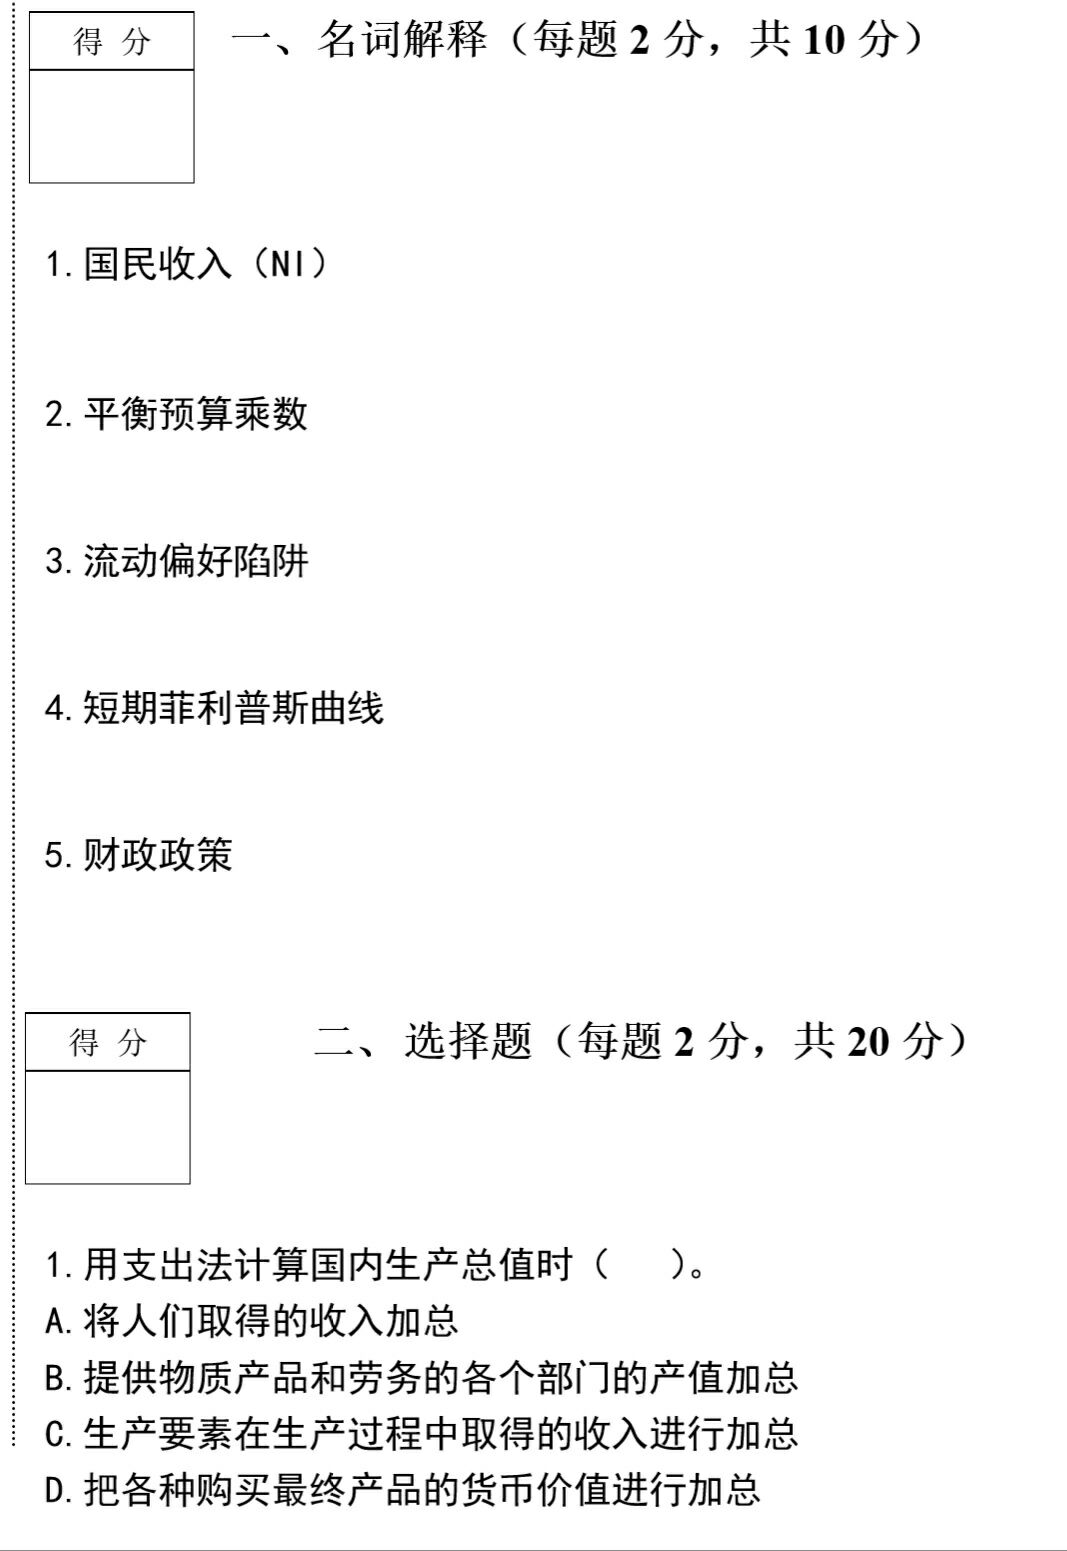 得 分
一、名词解释（每题 2 分，共 10 分）
1.国民收入（NI）
2.平衡预算乘数
3.流动偏好陷阱
4.短期菲利普斯曲线
5.财政政策
得 分
二、选择题（每题 2 分，共 20 分）
1.用支出法计算国内生产总值时（ ）。
A.将人们取得的收入加总
B.提供物质产品和劳务的各个部门的产值加总
C.生产要素在生产过程中取得的收入进行加总
D.把各种购买最终产品的货币价值进行加总